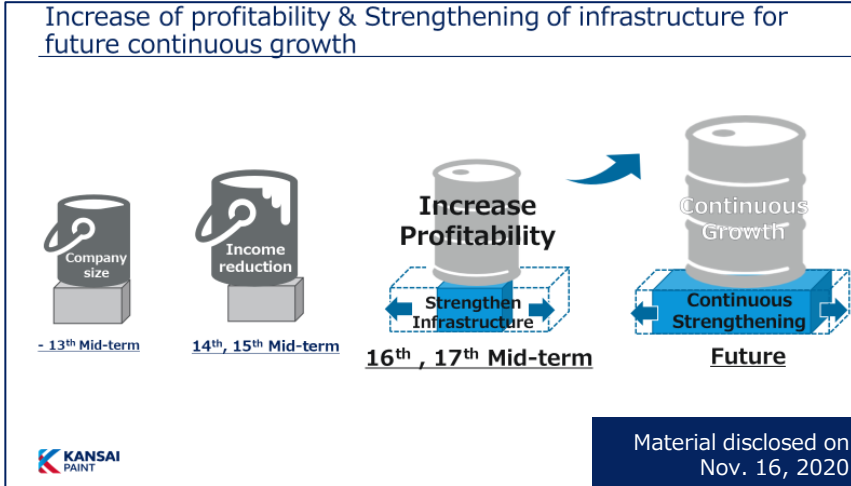 Increase of profitability & Strengthening of infrastructure for
future continuous growth
Company
size
- 13th Mid-term
Income
reduction
14th, 15th Mid-term
Increase
Profitability
Strengthen
Infrastructure
16th , 17th Mid-term
Continuous
Growth
Continuous
Strengthening
Future
KANSAI
PAINT
Material disclosed on
Nov. 16, 2020